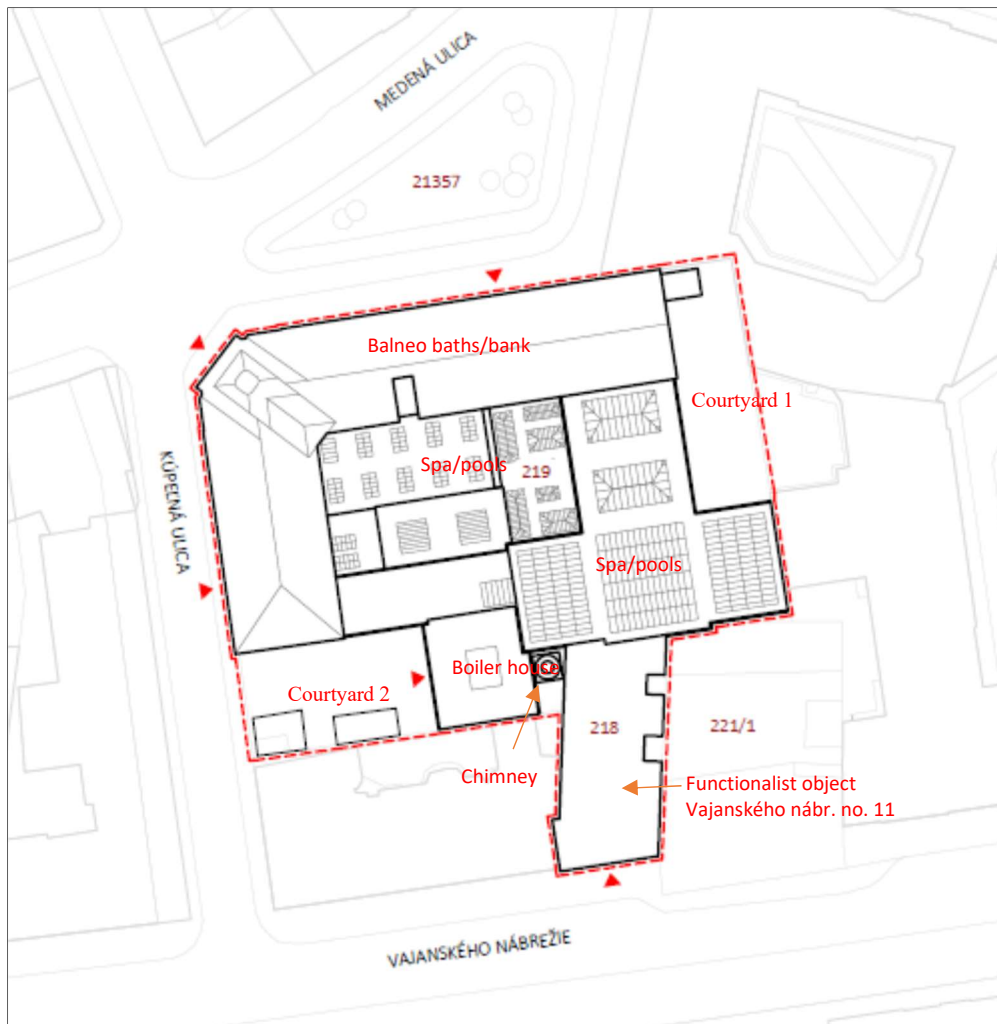 MEDENÁ ULICA
21357
Balneo baths/bank
Courtyard 1
KÚPEĽNÁ ULICA
Spa/pools
219
Spa/pools
Boiler house
Courtyard 2
218
221/1
Chimney
Functionalist object
Vajanského nábr. no. 11
VAJANSKÉHO NÁBREŽIE